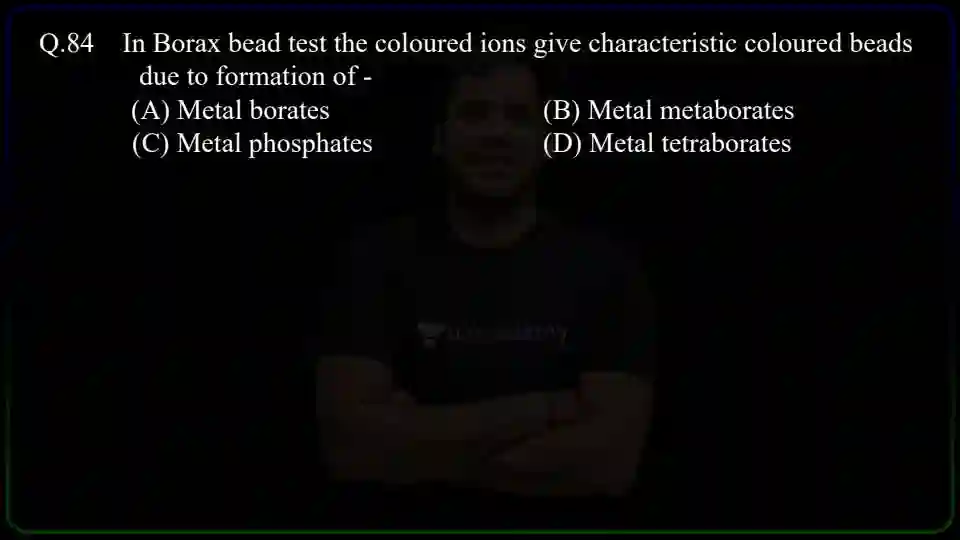 Q.84 In Borax bead test the coloured ions give characteristic coloured beads
due to formation of -
(A) Metal borates (B) Metal metaborates
(C) Metal phosphates (D) Metal tetraborates